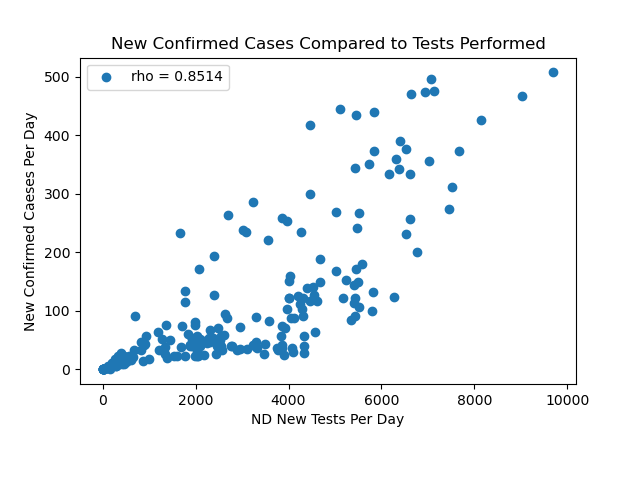 New Confirmed Cases Compared to Tests Performed
rho = 0.8514
New Confirmed Caeses Per Day
500
400
300
200
100
0
0 2000 4000 6000 8000 10000
ND New Tests Per Day